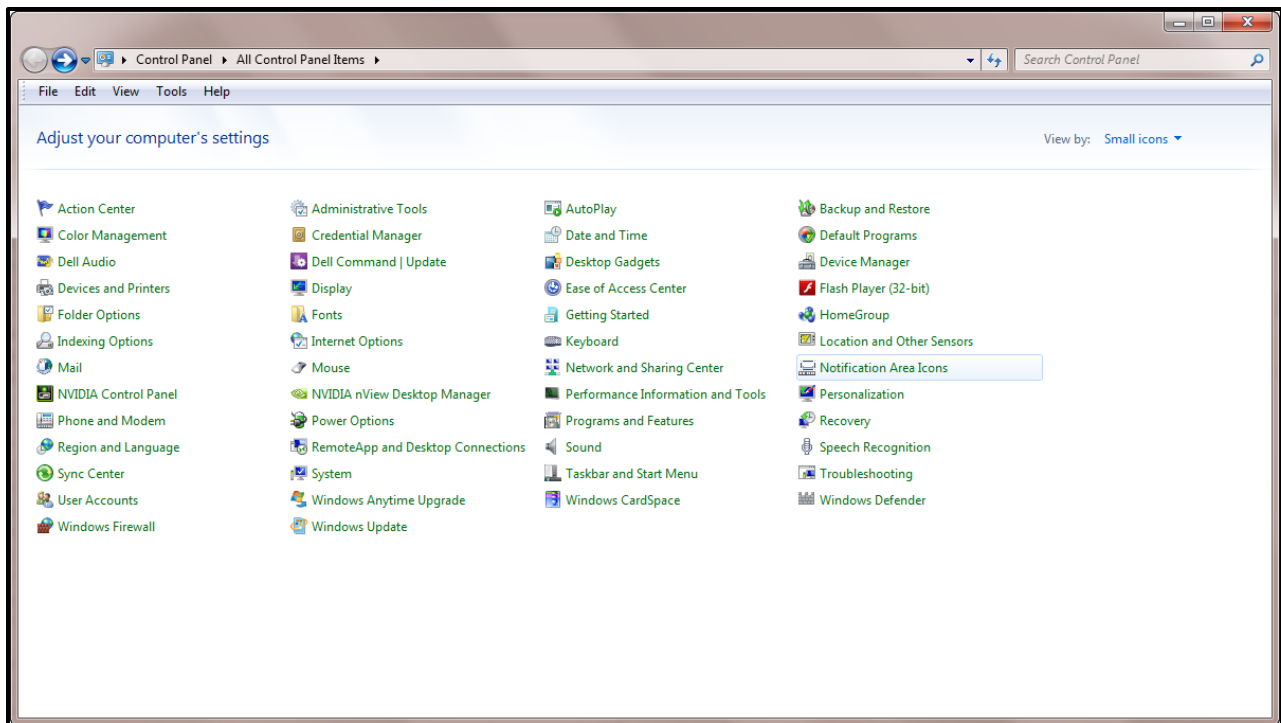 Control Panel All Control Panel Items Search Control Panel
File Edit View Tools Help
Adjust your computer's settings View by: Small icons
Action Center Administrative Tools AutoPlay Backup and Restore
Color Management Credential Manager Date and Time Default Programs
Dell Audio Dell Command | Update Desktop Gadgets Device Manager
Devices and Printers Display Ease of Access Center Flash Player (32-bit)
Folder Options Fonts Getting Started HomeGroup
Indexing Options Internet Options Keyboard Location and Other Sensors
Mail Mouse Network and Sharing Center Notification Area Icons
NVIDIA Control Panel NVIDIA nView Desktop Manager Performance Information and Tools Personalization
Phone and Modem Power Options Programs and Features Recovery
Region and Language RemoteApp and Desktop Connections Sound Speech Recognition
Sync Center System Taskbar and Start Menu Troubleshooting
User Accounts Windows Anytime Upgrade Windows CardSpace Windows Defender
Windows Firewall Windows Update